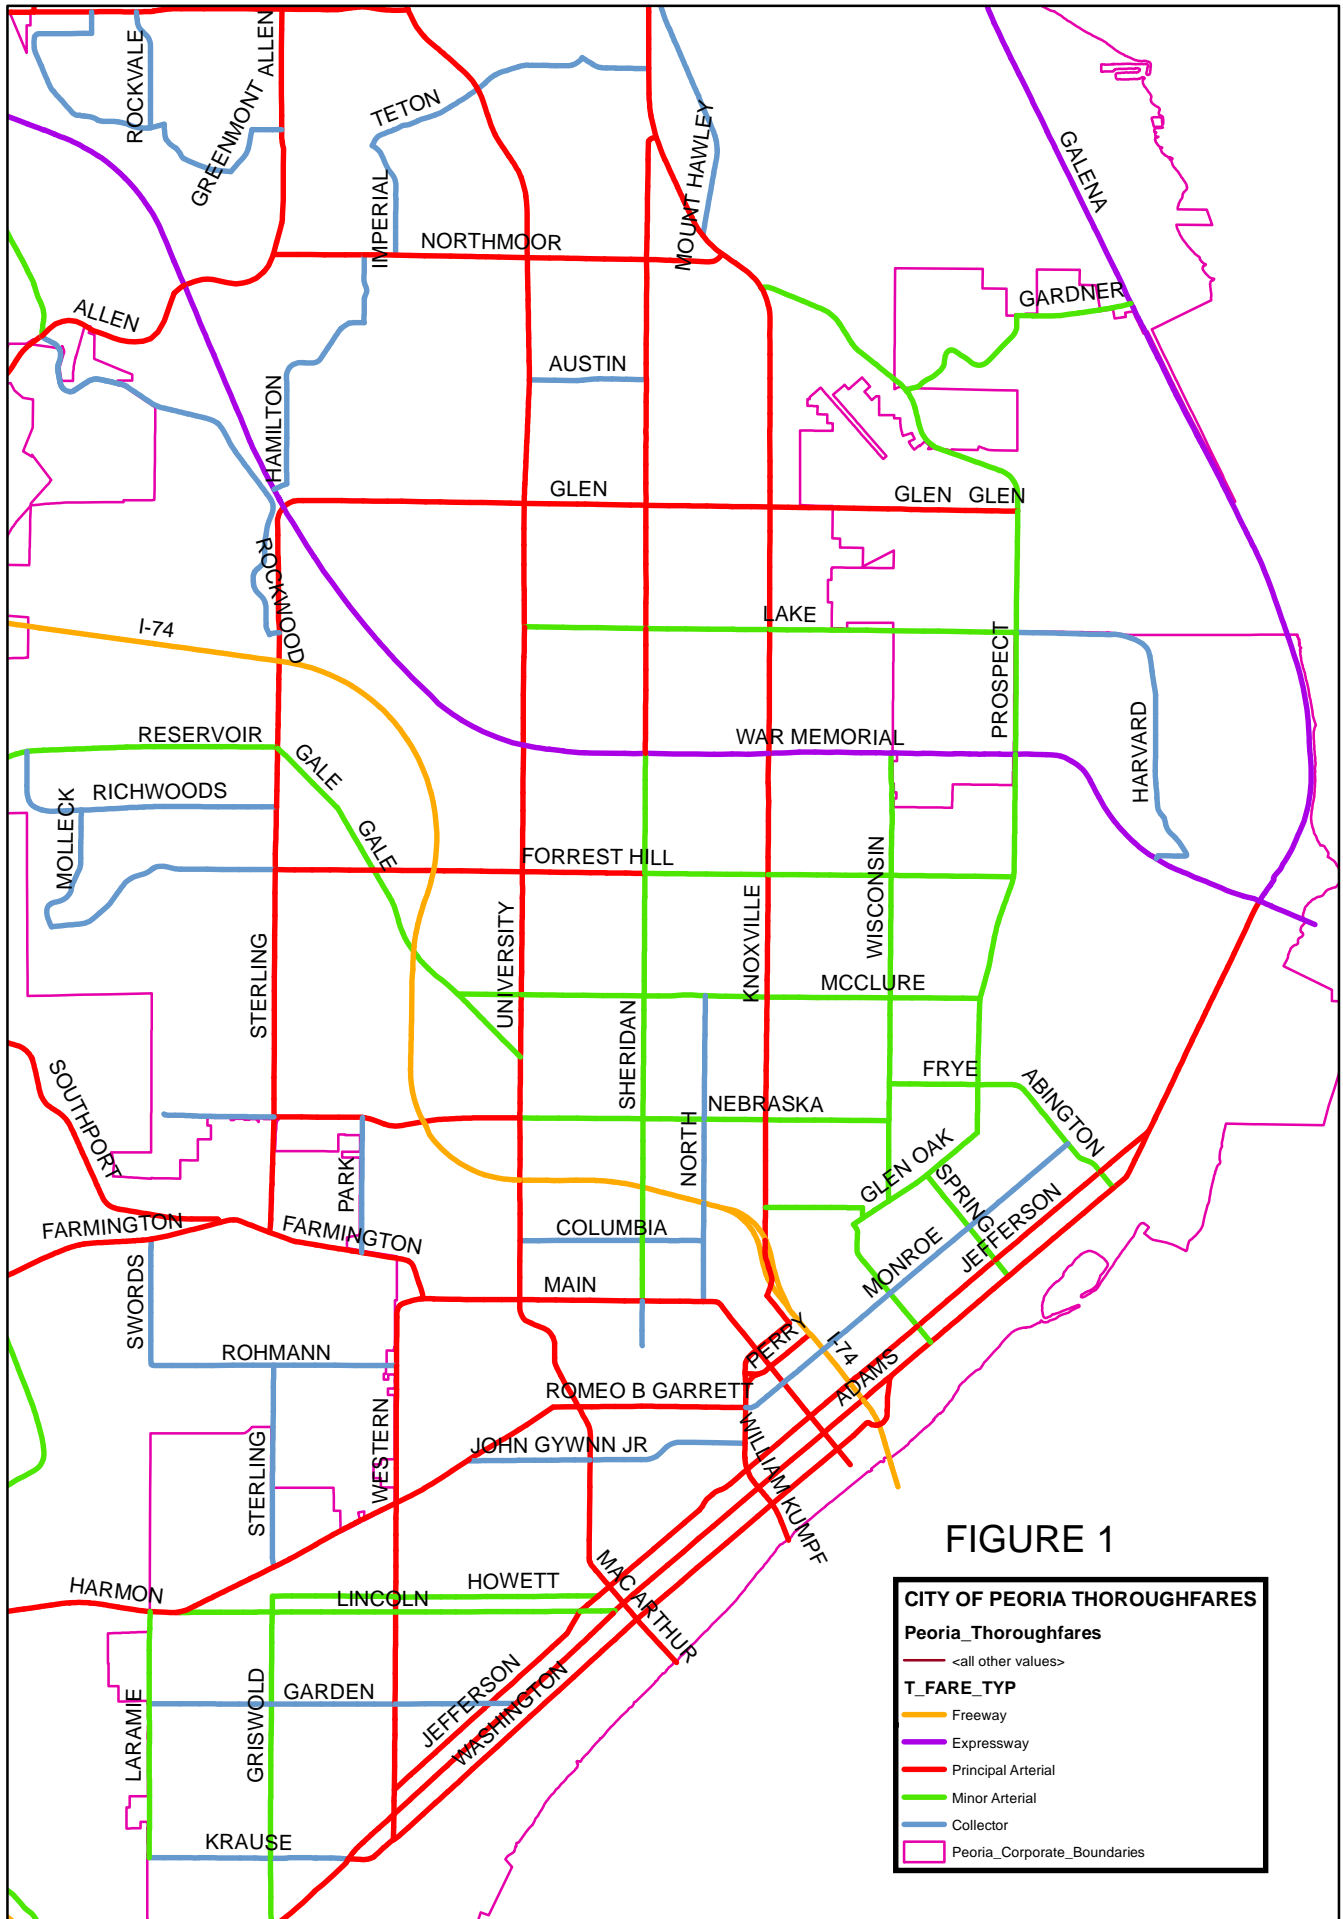 ROCKVALE
ALLEN
GREENMONT
TETON
MOUNT HAWLEY
GALENA
IMPERIAL
NORTHMOOR
GARDNER
ALLEN
AUSTIN
HAMILTON
GLEN
GLEN
GLEN
ROCKWOOD
I-74
LAKE
PROSPECT
RESERVOIR
GALE
WAR MEMORIAL
HARVARD
RICHWOODS
MOLLECK
GALE
FORREST HILL
WISCONSIN
KNOXVILLE
UNIVERSITY
STERLING
MCCLURE
SHERIDAN
SOUTHPORT
FRYE
ABINGTON
NEBRASKA
NORTH
PARK
GLEN OAK
SPRING
FARMINGTON
FARMINGTON
COLUMBIA
MONROE
JEFFERSON
SWORDS
MAIN
PERRY
I-74
ROHMANN
ADAMS
ROMEO B GARRETT
WESTERN
STERLING
JOHN GYWNN JR
WILLIAM KUMPF
HARMON
HOWETT
LINCOLN
MAC ARTHUR
JEFFERSON
WASHINGTON
GARDEN
LARAMIE
GRISWOLD
KRAUSE
FIGURE 1
CITY OF PEORIA THOROUGHFARES
Peoria_Thoroughfares
<all other values>
T_FARE_TYP
Freeway
Expressway
Principal Arterial
Minor Arterial
Collector
Peoria_Corporate_Boundaries